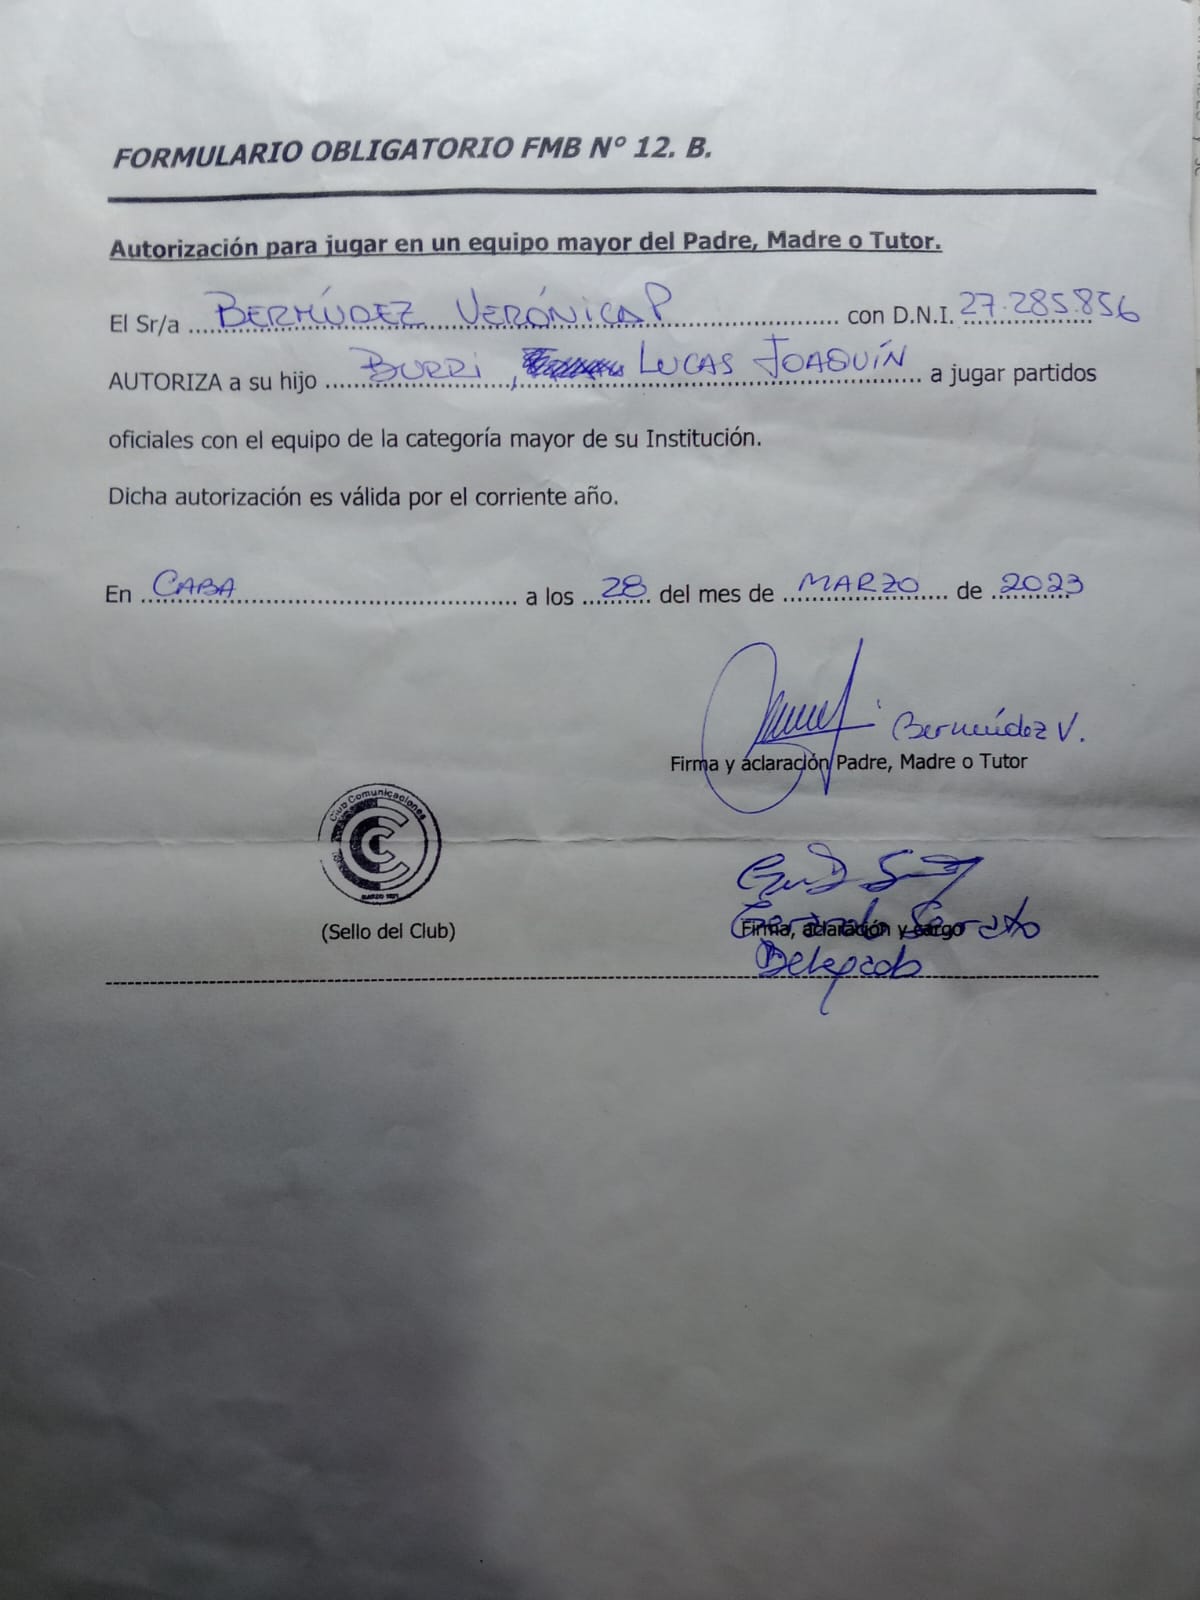 FORMULARIO OBLIGATORIO FMB N° 12. B.
Autorización para jugar en un equipo mayor del Padre, Madre o Tutor.
El Sr/a BERMÚDEZ VERÓNICA P con D.N.I. 27.285.856
AUTORIZA a su hijo BURRI, LUCAS JOAQUÍN a jugar partidos
oficiales con el equipo de la categoría mayor de su Institución.
Dicha autorización es válida por el corriente año.
En CABA a los 28 del mes de MARZO de 2023
Bermúdez V.
Firma y aclaración Padre, Madre o Tutor
Club Comunicaciones
(Sello del Club)
Firma, aclaración y cargo
Delegado